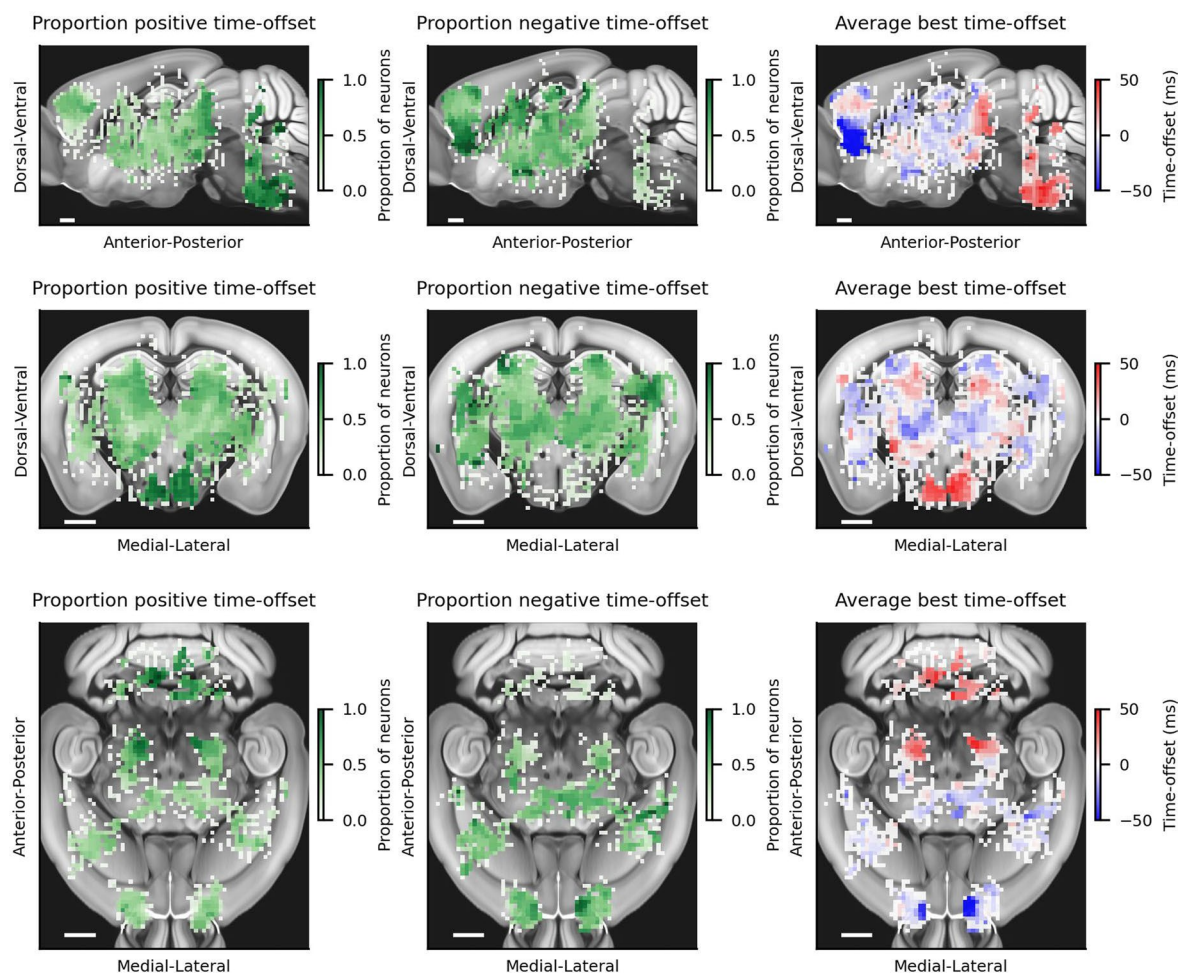 Proportion positive time-offset
Proportion negative time-offset
Average best time-offset
Dorsal-Ventral
1.0
0.5
0.0
Proportion of neurons
Anterior-Posterior
Dorsal-Ventral
1.0
0.5
0.0
Proportion of neurons
Anterior-Posterior
Dorsal-Ventral
50
0
−50
Time-offset (ms)
Anterior-Posterior
Proportion positive time-offset
Proportion negative time-offset
Average best time-offset
Dorsal-Ventral
1.0
0.5
0.0
Proportion of neurons
Medial-Lateral
Dorsal-Ventral
1.0
0.5
0.0
Proportion of neurons
Medial-Lateral
Dorsal-Ventral
50
0
−50
Time-offset (ms)
Medial-Lateral
Proportion positive time-offset
Proportion negative time-offset
Average best time-offset
Anterior-Posterior
1.0
0.5
0.0
Proportion of neurons
Medial-Lateral
Anterior-Posterior
1.0
0.5
0.0
Proportion of neurons
Medial-Lateral
Anterior-Posterior
50
0
−50
Time-offset (ms)
Medial-Lateral